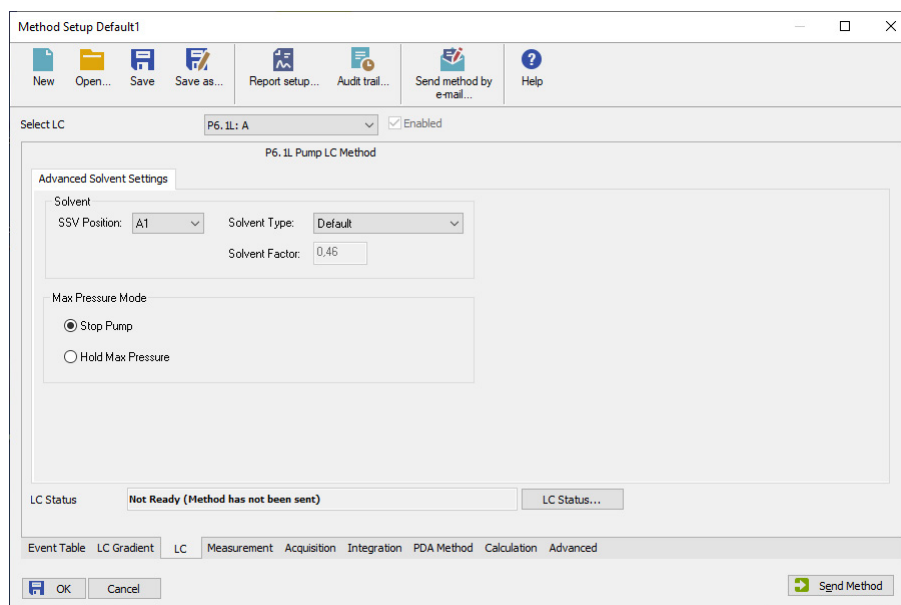 Method Setup Default1
New Open... Save Save as... Report setup... Audit trail... Send method by e-mail... Help
Select LC P6.1L: A Enabled
P6.1L Pump LC Method
Advanced Solvent Settings
Solvent
SSV Position: A1 Solvent Type: Default
Solvent Factor: 0,46
Max Pressure Mode
Stop Pump
Hold Max Pressure
LC Status Not Ready (Method has not been sent) LC Status...
Event Table LC Gradient LC Measurement Acquisition Integration PDA Method Calculation Advanced
OK Cancel Send Method